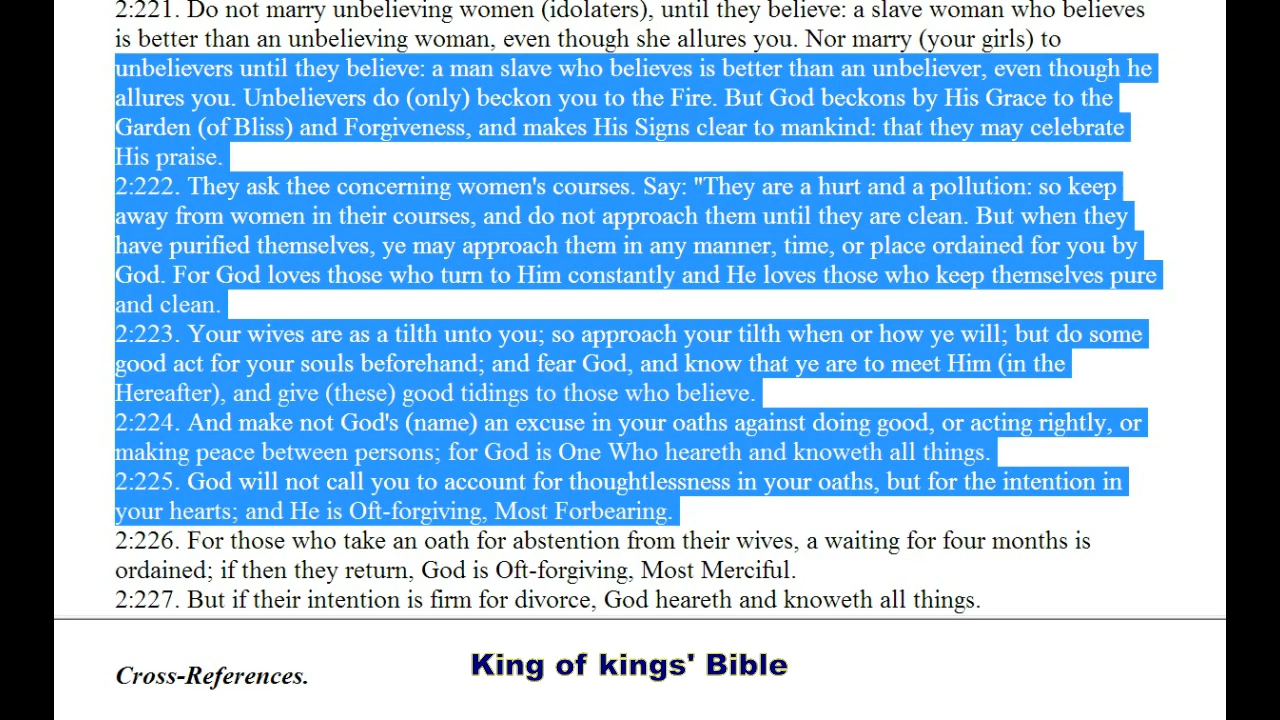 2:221. Do not marry unbelieving women (idolaters), until they believe: a slave woman who believes
is better than an unbelieving woman, even though she allures you. Nor marry (your girls) to
unbelievers until they believe: a man slave who believes is better than an unbeliever, even though he
allures you. Unbelievers do (only) beckon you to the Fire. But God beckons by His Grace to the
Garden (of Bliss) and Forgiveness, and makes His Signs clear to mankind: that they may celebrate
His praise.
2:222. They ask thee concerning women's courses. Say: "They are a hurt and a pollution: so keep
away from women in their courses, and do not approach them until they are clean. But when they
have purified themselves, ye may approach them in any manner, time, or place ordained for you by
God. For God loves those who turn to Him constantly and He loves those who keep themselves pure
and clean.
2:223. Your wives are as a tilth unto you; so approach your tilth when or how ye will; but do some
good act for your souls beforehand; and fear God, and know that ye are to meet Him (in the
Hereafter), and give (these) good tidings to those who believe.
2:224. And make not God's (name) an excuse in your oaths against doing good, or acting rightly, or
making peace between persons; for God is One Who heareth and knoweth all things.
2:225. God will not call you to account for thoughtlessness in your oaths, but for the intention in
your hearts; and He is Oft-forgiving, Most Forbearing.
2:226. For those who take an oath for abstention from their wives, a waiting for four months is
ordained; if then they return, God is Oft-forgiving, Most Merciful.
2:227. But if their intention is firm for divorce, God heareth and knoweth all things.
King of kings' Bible
Cross-References.